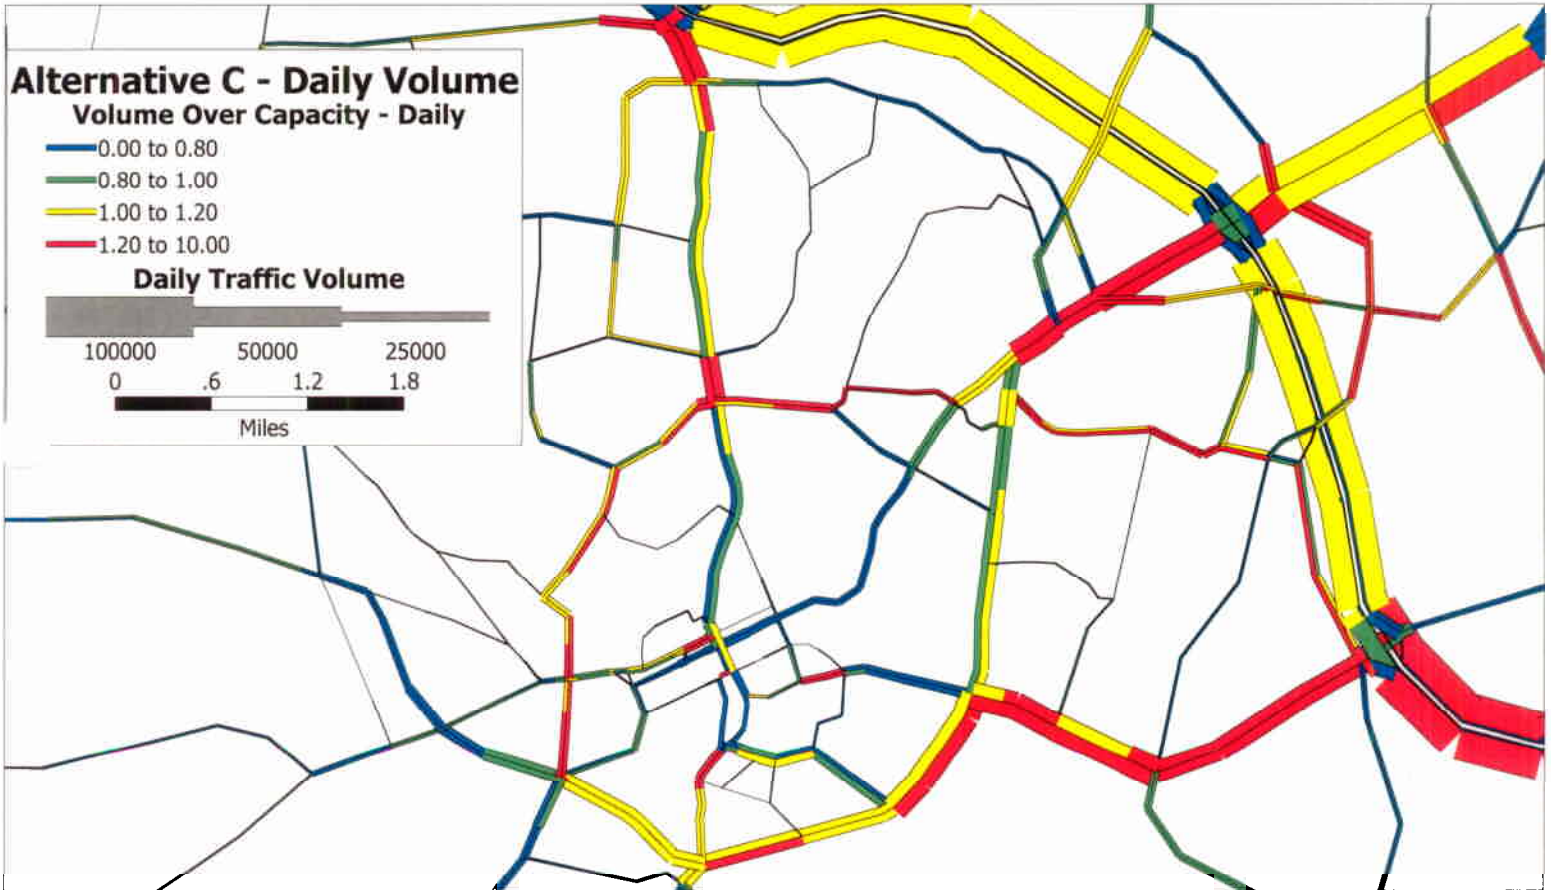 Alternative C - Daily Volume
Volume Over Capacity - Daily
0.00 to 0.80
0.80 to 1.00
1.00 to 1.20
1.20 to 10.00
Daily Traffic Volume
100000 50000 25000
0 .6 1.2 1.8
Miles